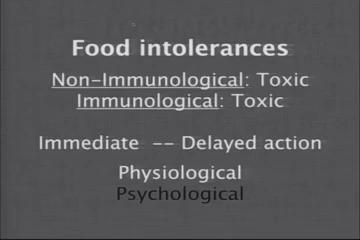 Food intolerances
Non-Immunological: Toxic
Immunological: Toxic
Immediate -- Delayed action
Physiological
Psychological